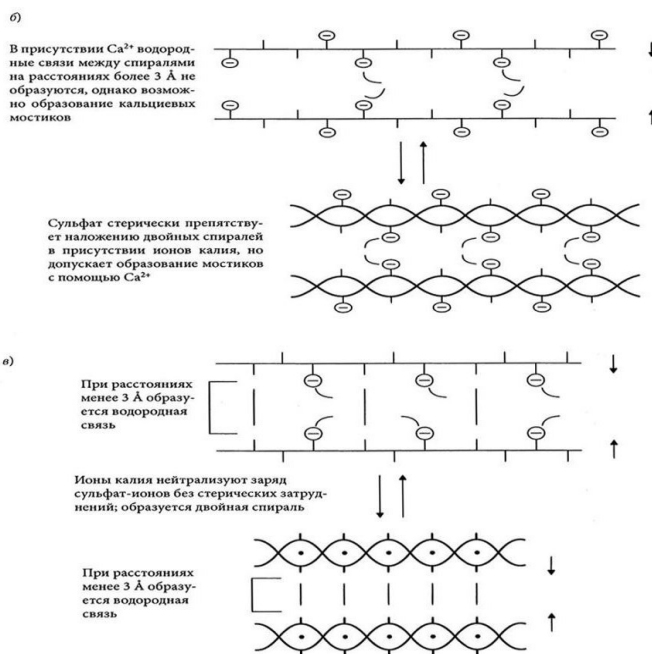 б)
В присутствии Ca²⁺ водород-
ные связи между спиралями
на расстояниях более 3 Å не
образуются, однако возмож-
но образование кальциевых
мостиков
Сульфат стерически препятству-
ет наложению двойных спиралей
в присутствии ионов калия, но
допускает образование мостиков
с помощью Ca²⁺
в)
При расстояниях
менее 3 Å образу-
ется водородная
связь
Ионы калия нейтрализуют заряд
сульфат-ионов без стерических затруд-
нений; образуется двойная спираль
При расстояниях
менее 3 Å образу-
ется водородная
связь